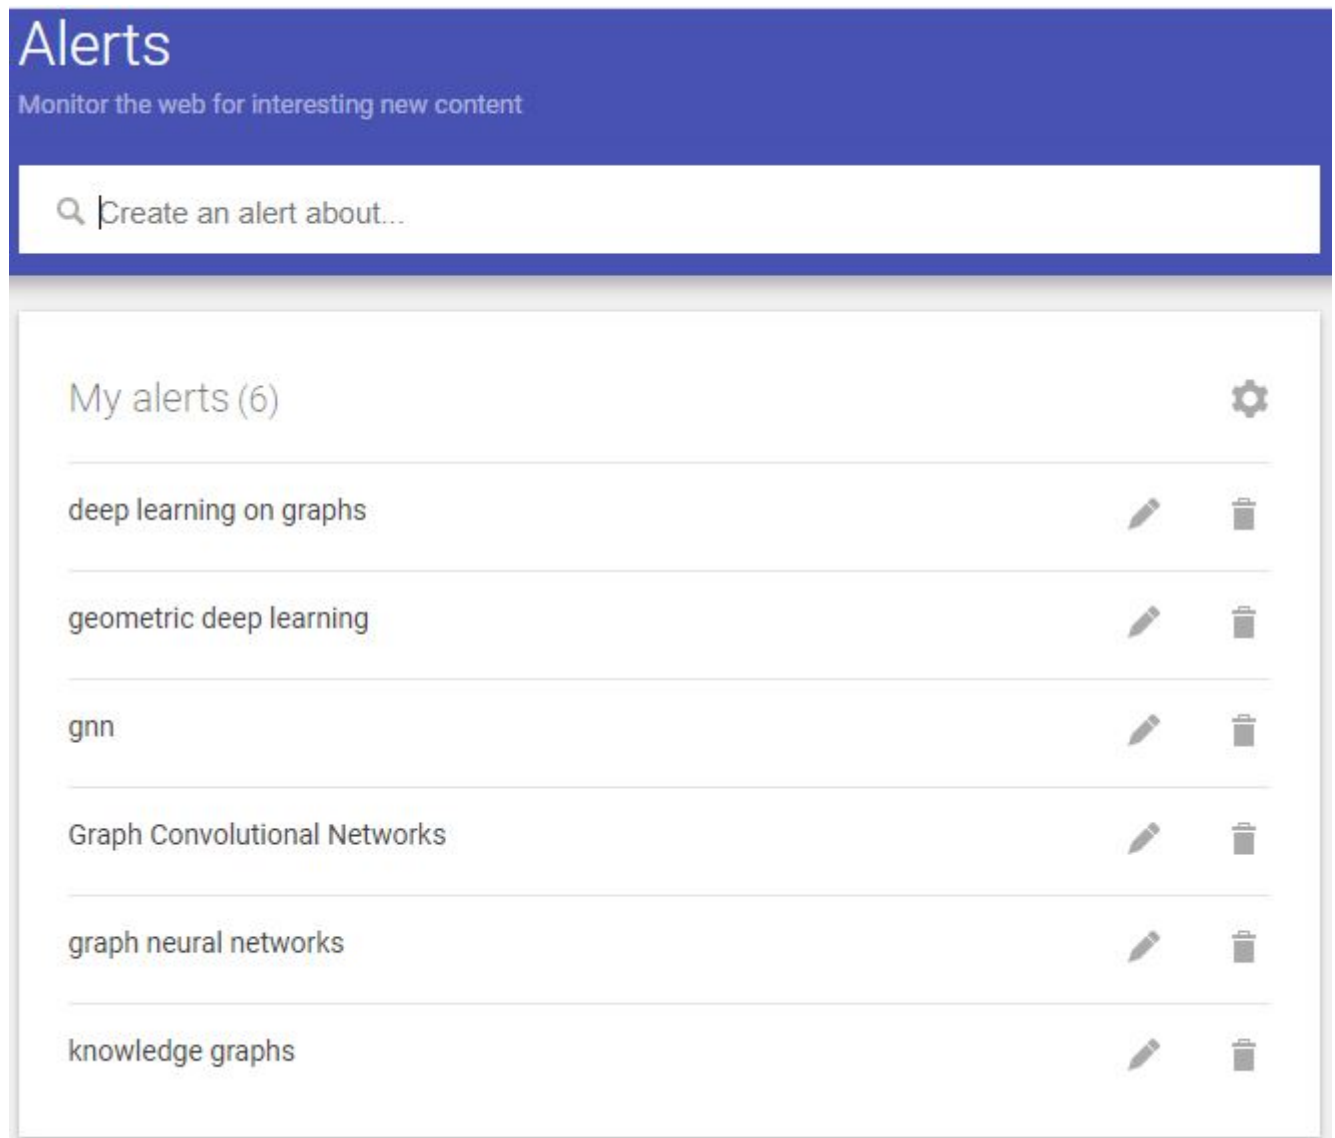 Alerts
Monitor the web for interesting new content
Create an alert about...
My alerts (6)
deep learning on graphs
geometric deep learning
gnn
Graph Convolutional Networks
graph neural networks
knowledge graphs